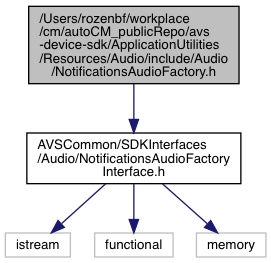 /Users/rozenbf/workplace
/cm/autoCM_publicRepo/avs
-device-sdk/ApplicationUtilities
/Resources/Audio/include/Audio
/NotificationsAudioFactory.h
AVSCommon/SDKInterfaces
/Audio/NotificationsAudioFactory
Interface.h
istream
functional
memory